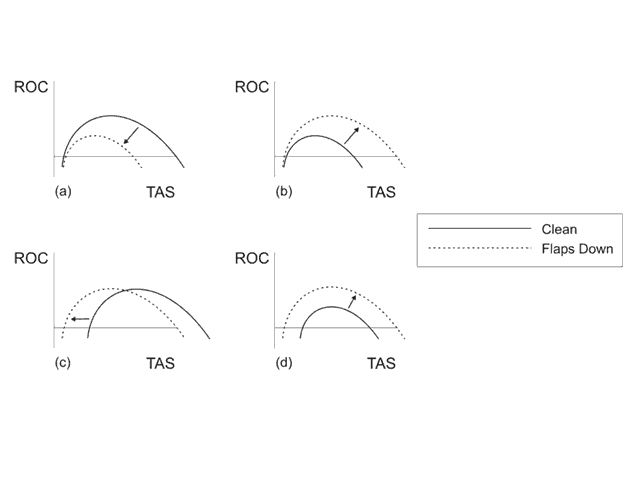 ROC
ROC
(a)
TAS
(b)
TAS
Clean
Flaps Down
ROC
ROC
(c)
TAS
(d)
TAS